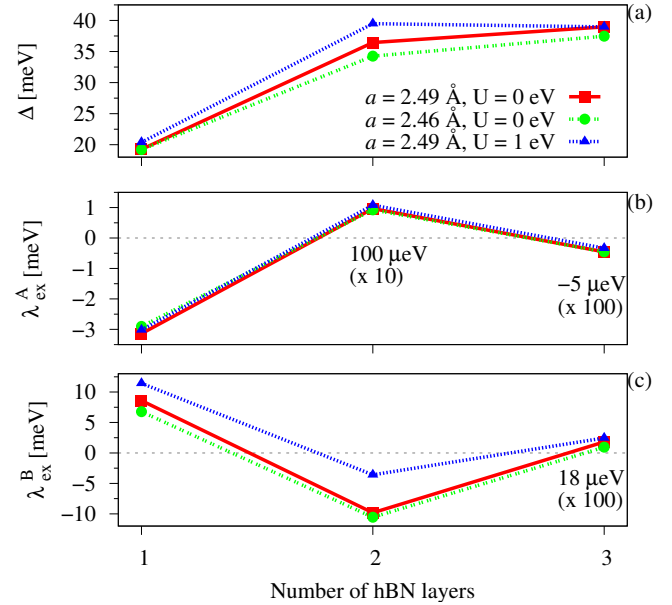 (a)
40
35
30
25
20
Δ [meV]
a = 2.49 Å, U = 0 eV
a = 2.46 Å, U = 0 eV
a = 2.49 Å, U = 1 eV
(b)
1
0
−1
−2
−3
λ_ex^A [meV]
100 μeV
(x 10)
−5 μeV
(x 100)
(c)
10
5
0
−5
−10
λ_ex^B [meV]
18 μeV
(x 100)
1 2 3
Number of hBN layers